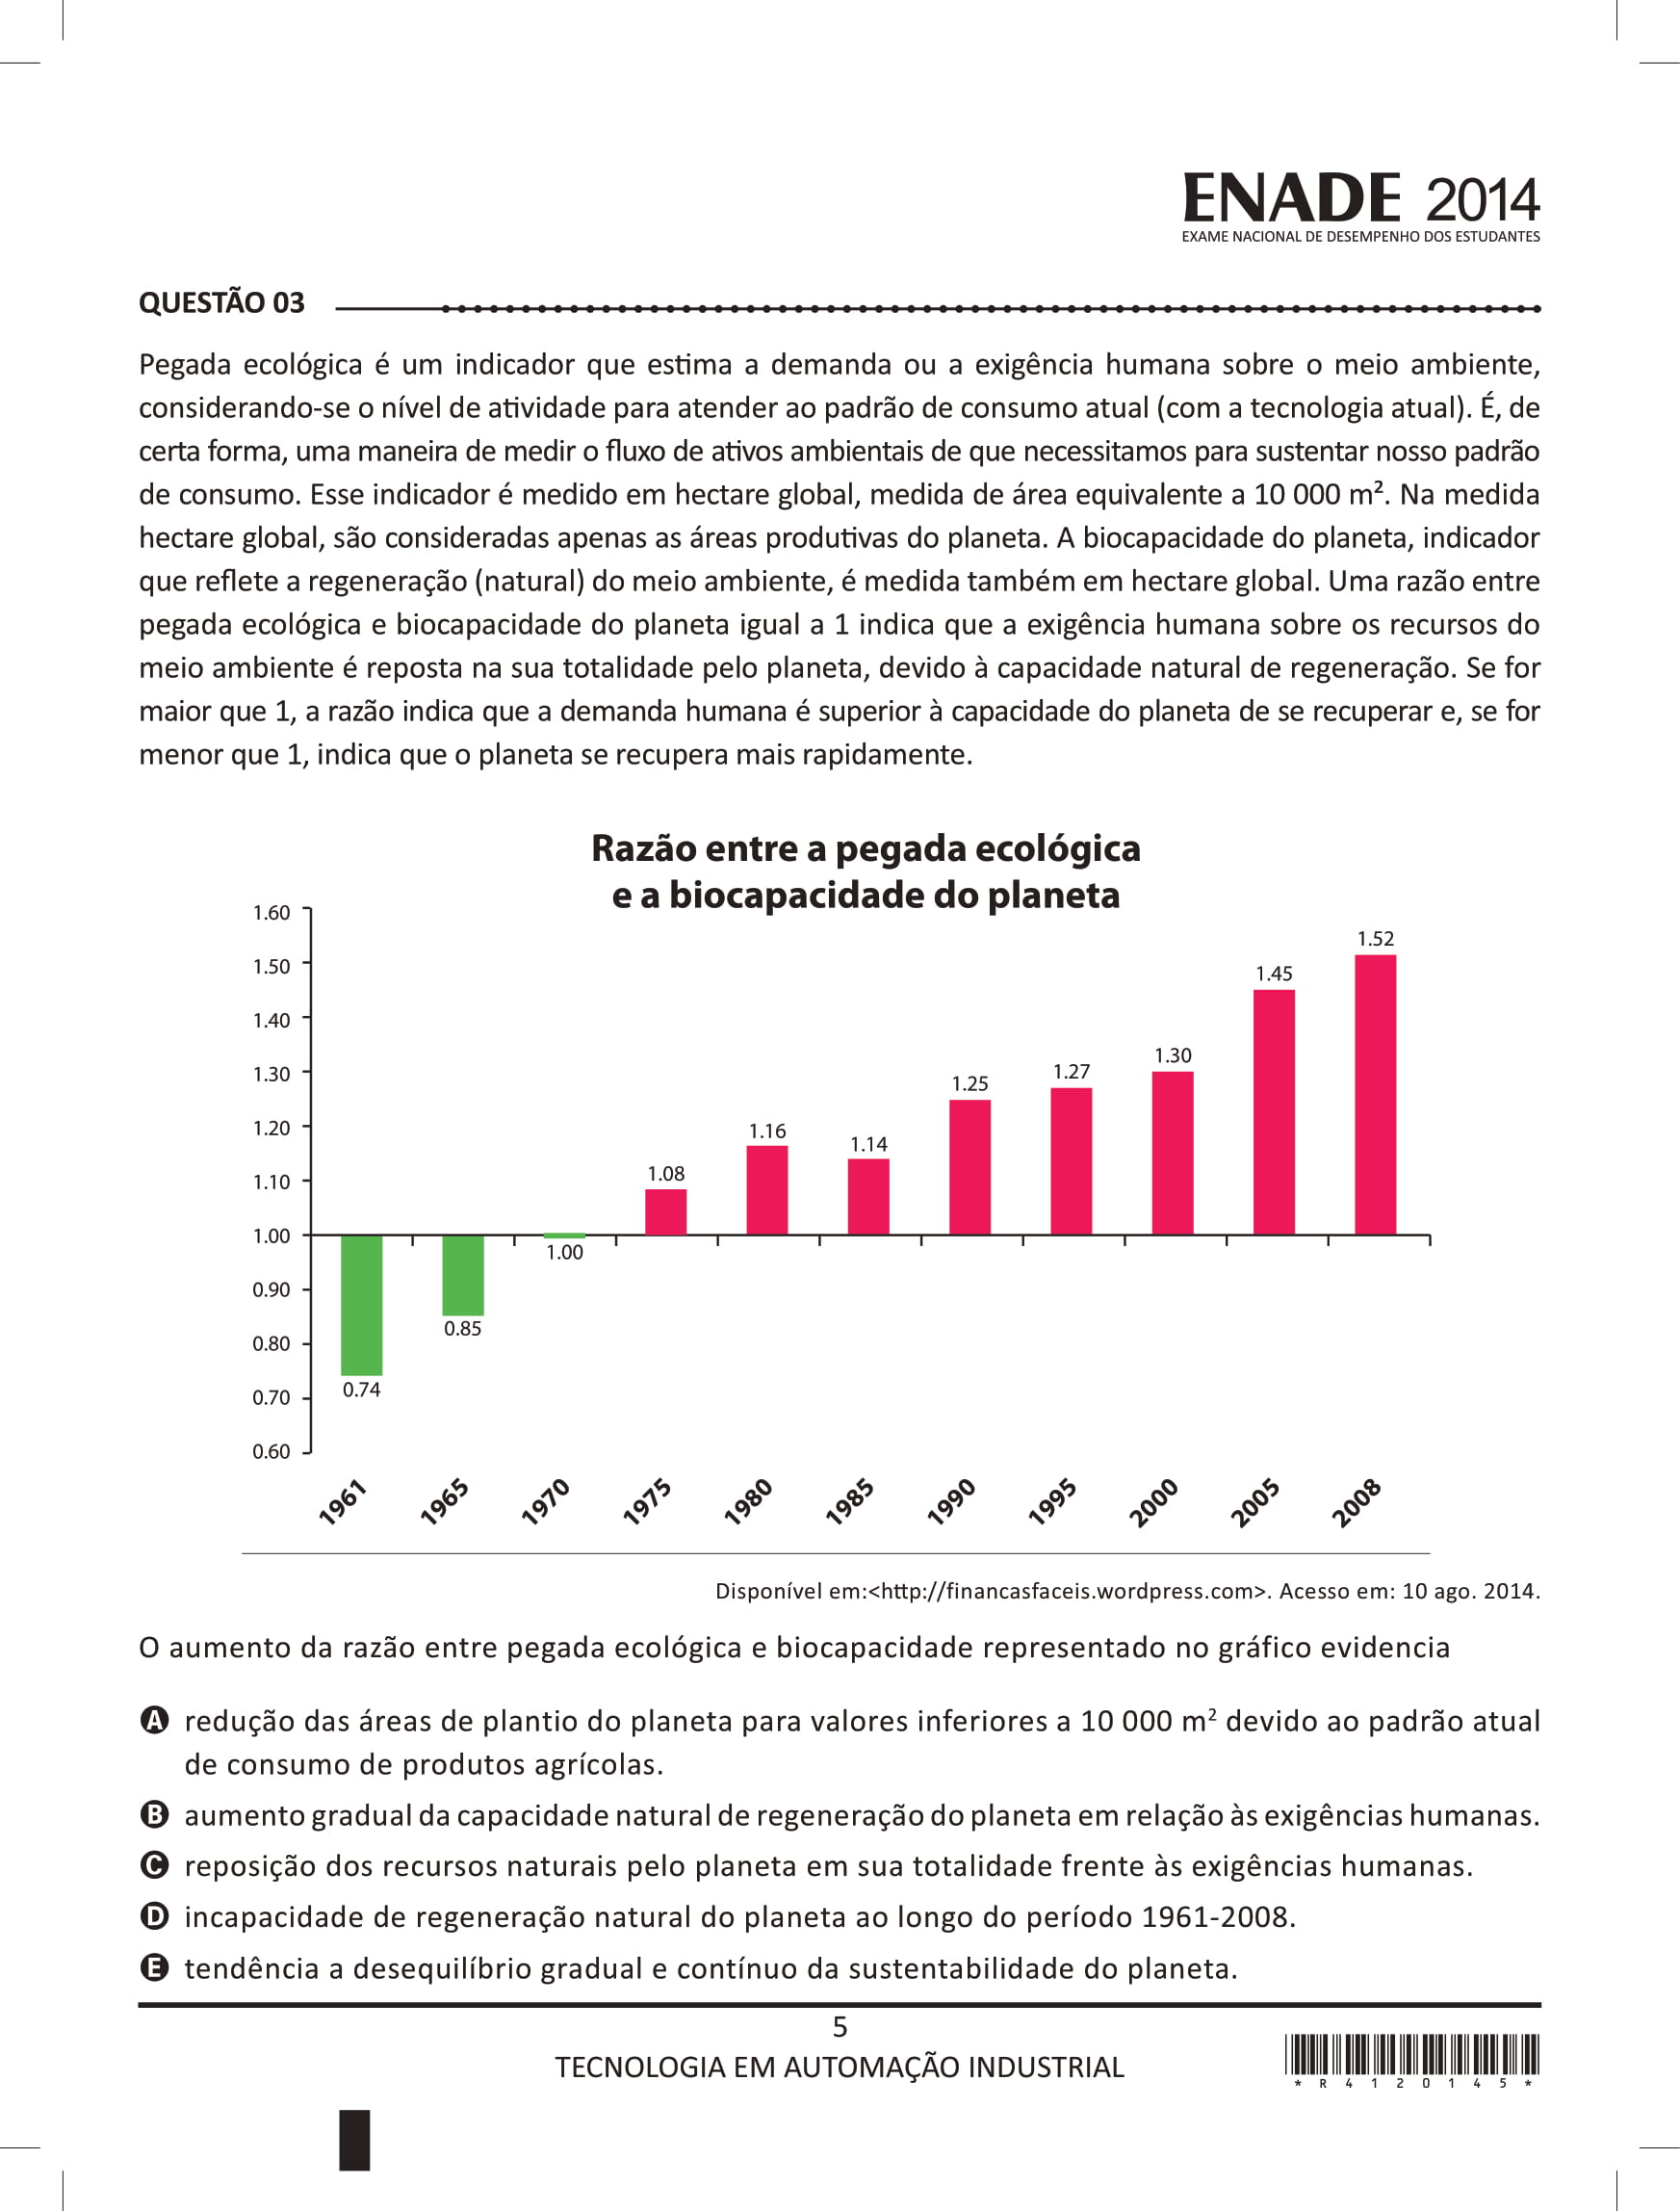 ENADE 2014
EXAME NACIONAL DE DESEMPENHO DOS ESTUDANTES
QUESTÃO 03
Pegada ecológica é um indicador que estima a demanda ou a exigência humana sobre o meio ambiente,
considerando-se o nível de atividade para atender ao padrão de consumo atual (com a tecnologia atual). É, de
certa forma, uma maneira de medir o fluxo de ativos ambientais de que necessitamos para sustentar nosso padrão
de consumo. Esse indicador é medido em hectare global, medida de área equivalente a 10 000 m². Na medida
hectare global, são consideradas apenas as áreas produtivas do planeta. A biocapacidade do planeta, indicador
que reflete a regeneração (natural) do meio ambiente, é medida também em hectare global. Uma razão entre
pegada ecológica e biocapacidade do planeta igual a 1 indica que a exigência humana sobre os recursos do
meio ambiente é reposta na sua totalidade pelo planeta, devido à capacidade natural de regeneração. Se for
maior que 1, a razão indica que a demanda humana é superior à capacidade do planeta de se recuperar e, se for
menor que 1, indica que o planeta se recupera mais rapidamente.
Razão entre a pegada ecológica
e a biocapacidade do planeta
1.60
1.50
1.40
1.30
1.20
1.10
1.00
0.90
0.80
0.70
0.60
0.74
0.85
1.00
1.08
1.16
1.14
1.25
1.27
1.30
1.45
1.52
1961
1965
1970
1975
1980
1985
1990
1995
2000
2005
2008
Disponível em:<http://financasfaceis.wordpress.com>. Acesso em: 10 ago. 2014.
O aumento da razão entre pegada ecológica e biocapacidade representado no gráfico evidencia
A redução das áreas de plantio do planeta para valores inferiores a 10 000 m² devido ao padrão atual
de consumo de produtos agrícolas.
B aumento gradual da capacidade natural de regeneração do planeta em relação às exigências humanas.
C reposição dos recursos naturais pelo planeta em sua totalidade frente às exigências humanas.
D incapacidade de regeneração natural do planeta ao longo do período 1961-2008.
E tendência a desequilíbrio gradual e contínuo da sustentabilidade do planeta.
5
TECNOLOGIA EM AUTOMAÇÃO INDUSTRIAL
* R 4 1 2 0 1 4 5 *